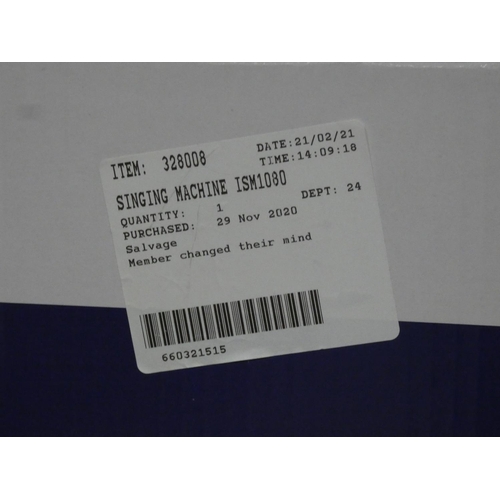 ITEM: 328008 DATE:21/02/21
TIME:14:09:18
SINGING MACHINE ISM1080
QUANTITY: 1 DEPT: 24
PURCHASED: 29 Nov 2020
Salvage
Member changed their mind
660321515